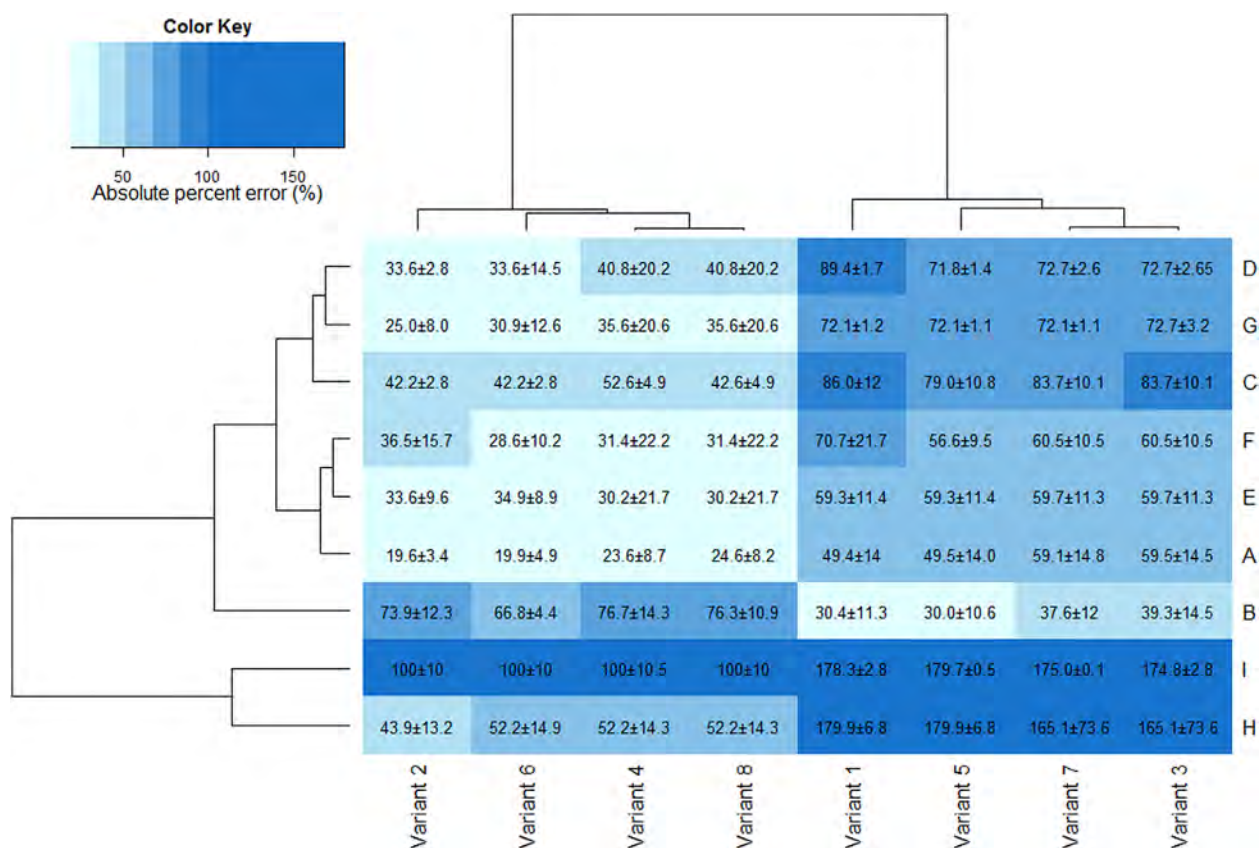 Color Key
50 100 150
Absolute percent error (%)
33.6±2.8 33.6±14.5 40.8±20.2 40.8±20.2 89.4±1.7 71.8±1.4 72.7±2.6 72.7±2.65 D
25.0±8.0 30.9±12.6 35.6±20.6 35.6±20.6 72.1±1.2 72.1±1.1 72.1±1.1 72.7±3.2 G
42.2±2.8 42.2±2.8 52.6±4.9 42.6±4.9 86.0±12 79.0±10.8 83.7±10.1 83.7±10.1 C
36.5±15.7 28.6±10.2 31.4±22.2 31.4±22.2 70.7±21.7 56.6±9.5 60.5±10.5 60.5±10.5 F
33.6±9.6 34.9±8.9 30.2±21.7 30.2±21.7 59.3±11.4 59.3±11.4 59.7±11.3 59.7±11.3 E
19.6±3.4 19.9±4.9 23.6±8.7 24.6±8.2 49.4±14 49.5±14.0 59.1±14.8 59.5±14.5 A
73.9±12.3 66.8±4.4 76.7±14.3 76.3±10.9 30.4±11.3 30.0±10.6 37.6±12 39.3±14.5 B
100±10 100±10 100±10.5 100±10 178.3±2.8 179.7±0.5 175.0±0.1 174.8±2.8 I
43.9±13.2 52.2±14.9 52.2±14.3 52.2±14.3 179.9±6.8 179.9±6.8 165.1±73.6 165.1±73.6 H
Variant 2 Variant 6 Variant 4 Variant 8 Variant 1 Variant 5 Variant 7 Variant 3